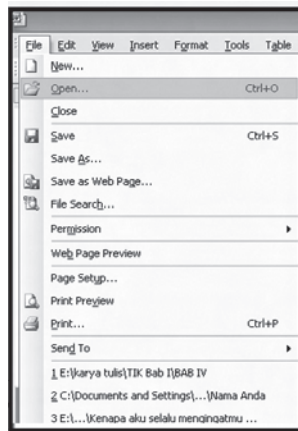 File Edit View Insert Format Tools Table
New...
Open... Ctrl+O
Close
Save Ctrl+S
Save As...
Save as Web Page...
File Search...
Permission
Web Page Preview
Page Setup...
Print Preview
Print... Ctrl+P
Send To
1 E:\karya tulis\TIK Bab I\BAB IV
2 C:\Documents and Settings\...\Nama Anda
3 E:\...\Kenapa aku selalu mengingatmu ...